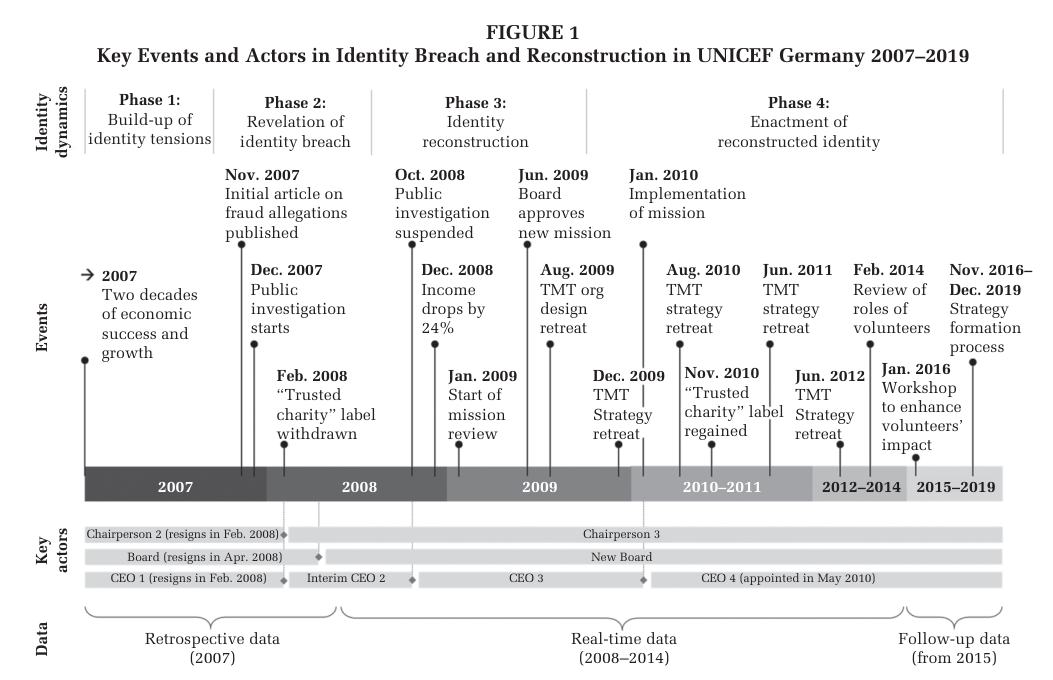 FIGURE 1
Key Events and Actors in Identity Breach and Reconstruction in UNICEF Germany 2007–2019
Identity
dynamics
Phase 1:
Build-up of
identity tensions
Phase 2:
Revelation of
identity breach
Phase 3:
Identity
reconstruction
Phase 4:
Enactment of
reconstructed identity
Events
Nov. 2007
Initial article on
fraud allegations
published
Oct. 2008
Public
investigation
suspended
Jun. 2009
Board
approves
new mission
Jan. 2010
Implementation
of mission
→ 2007
Two decades
of economic
success and
growth
Dec. 2007
Public
investigation
starts
Dec. 2008
Income
drops by
24%
Aug. 2009
TMT org
design
retreat
Aug. 2010
TMT
strategy
retreat
Jun. 2011
TMT
strategy
retreat
Feb. 2014
Review of
roles of
volunteers
Nov. 2016–
Dec. 2019
Strategy
formation
process
Feb. 2008
“Trusted
charity” label
withdrawn
Jan. 2009
Start of
mission
review
Dec. 2009
TMT
Strategy
retreat
Nov. 2010
“Trusted
charity” label
regained
Jun. 2012
TMT
Strategy
retreat
Jan. 2016
Workshop
to enhance
volunteers’
impact
2007
2008
2009
2010–2011
2012–2014
2015–2019
Key
actors
Chairperson 2 (resigns in Feb. 2008)
Chairperson 3
Board (resigns in Apr. 2008)
New Board
CEO 1 (resigns in Feb. 2008)
Interim CEO 2
CEO 3
CEO 4 (appointed in May 2010)
Data
Retrospective data
(2007)
Real-time data
(2008–2014)
Follow-up data
(from 2015)